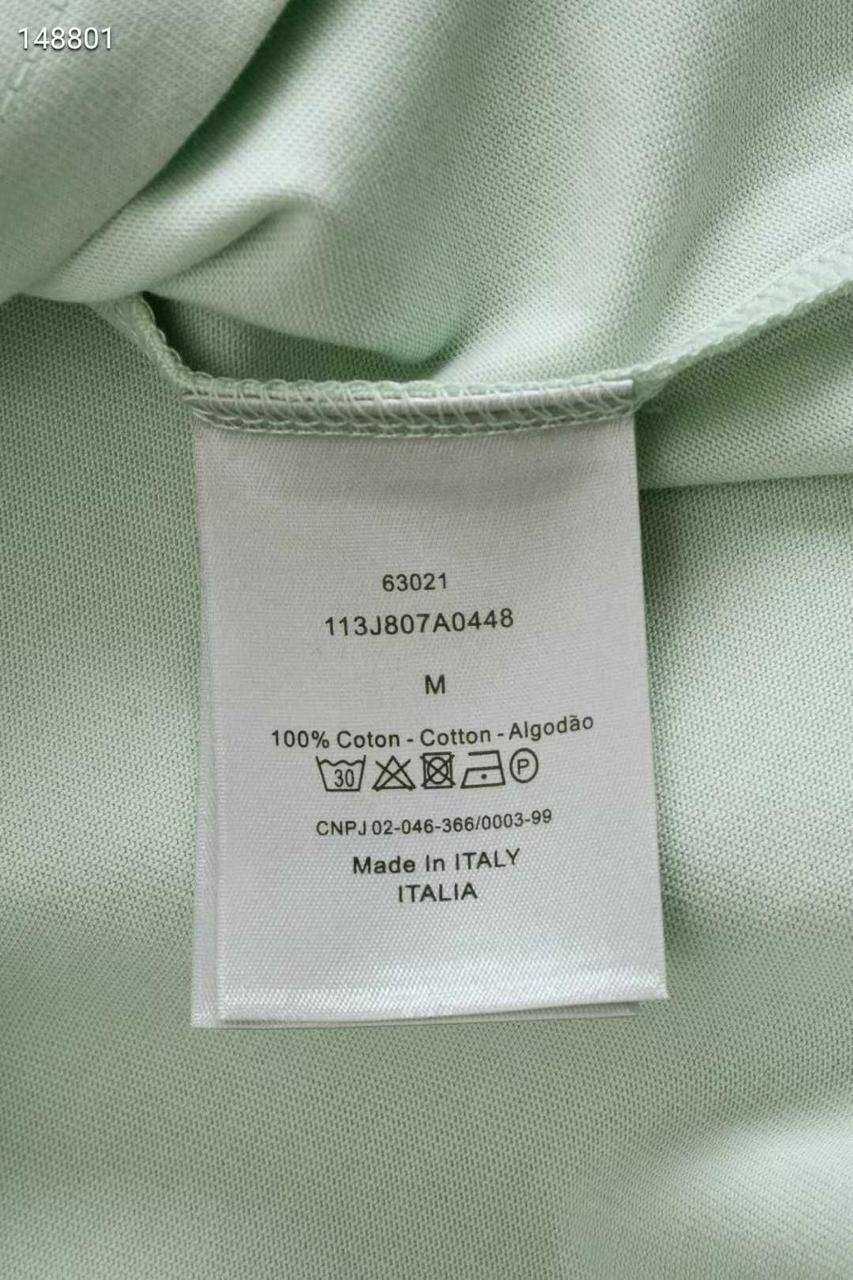 148801
63021
113J807A0448
M
100% Coton - Cotton - Algodão
30 P
CNPJ 02-046-366/0003-99
Made In ITALY
ITALIA